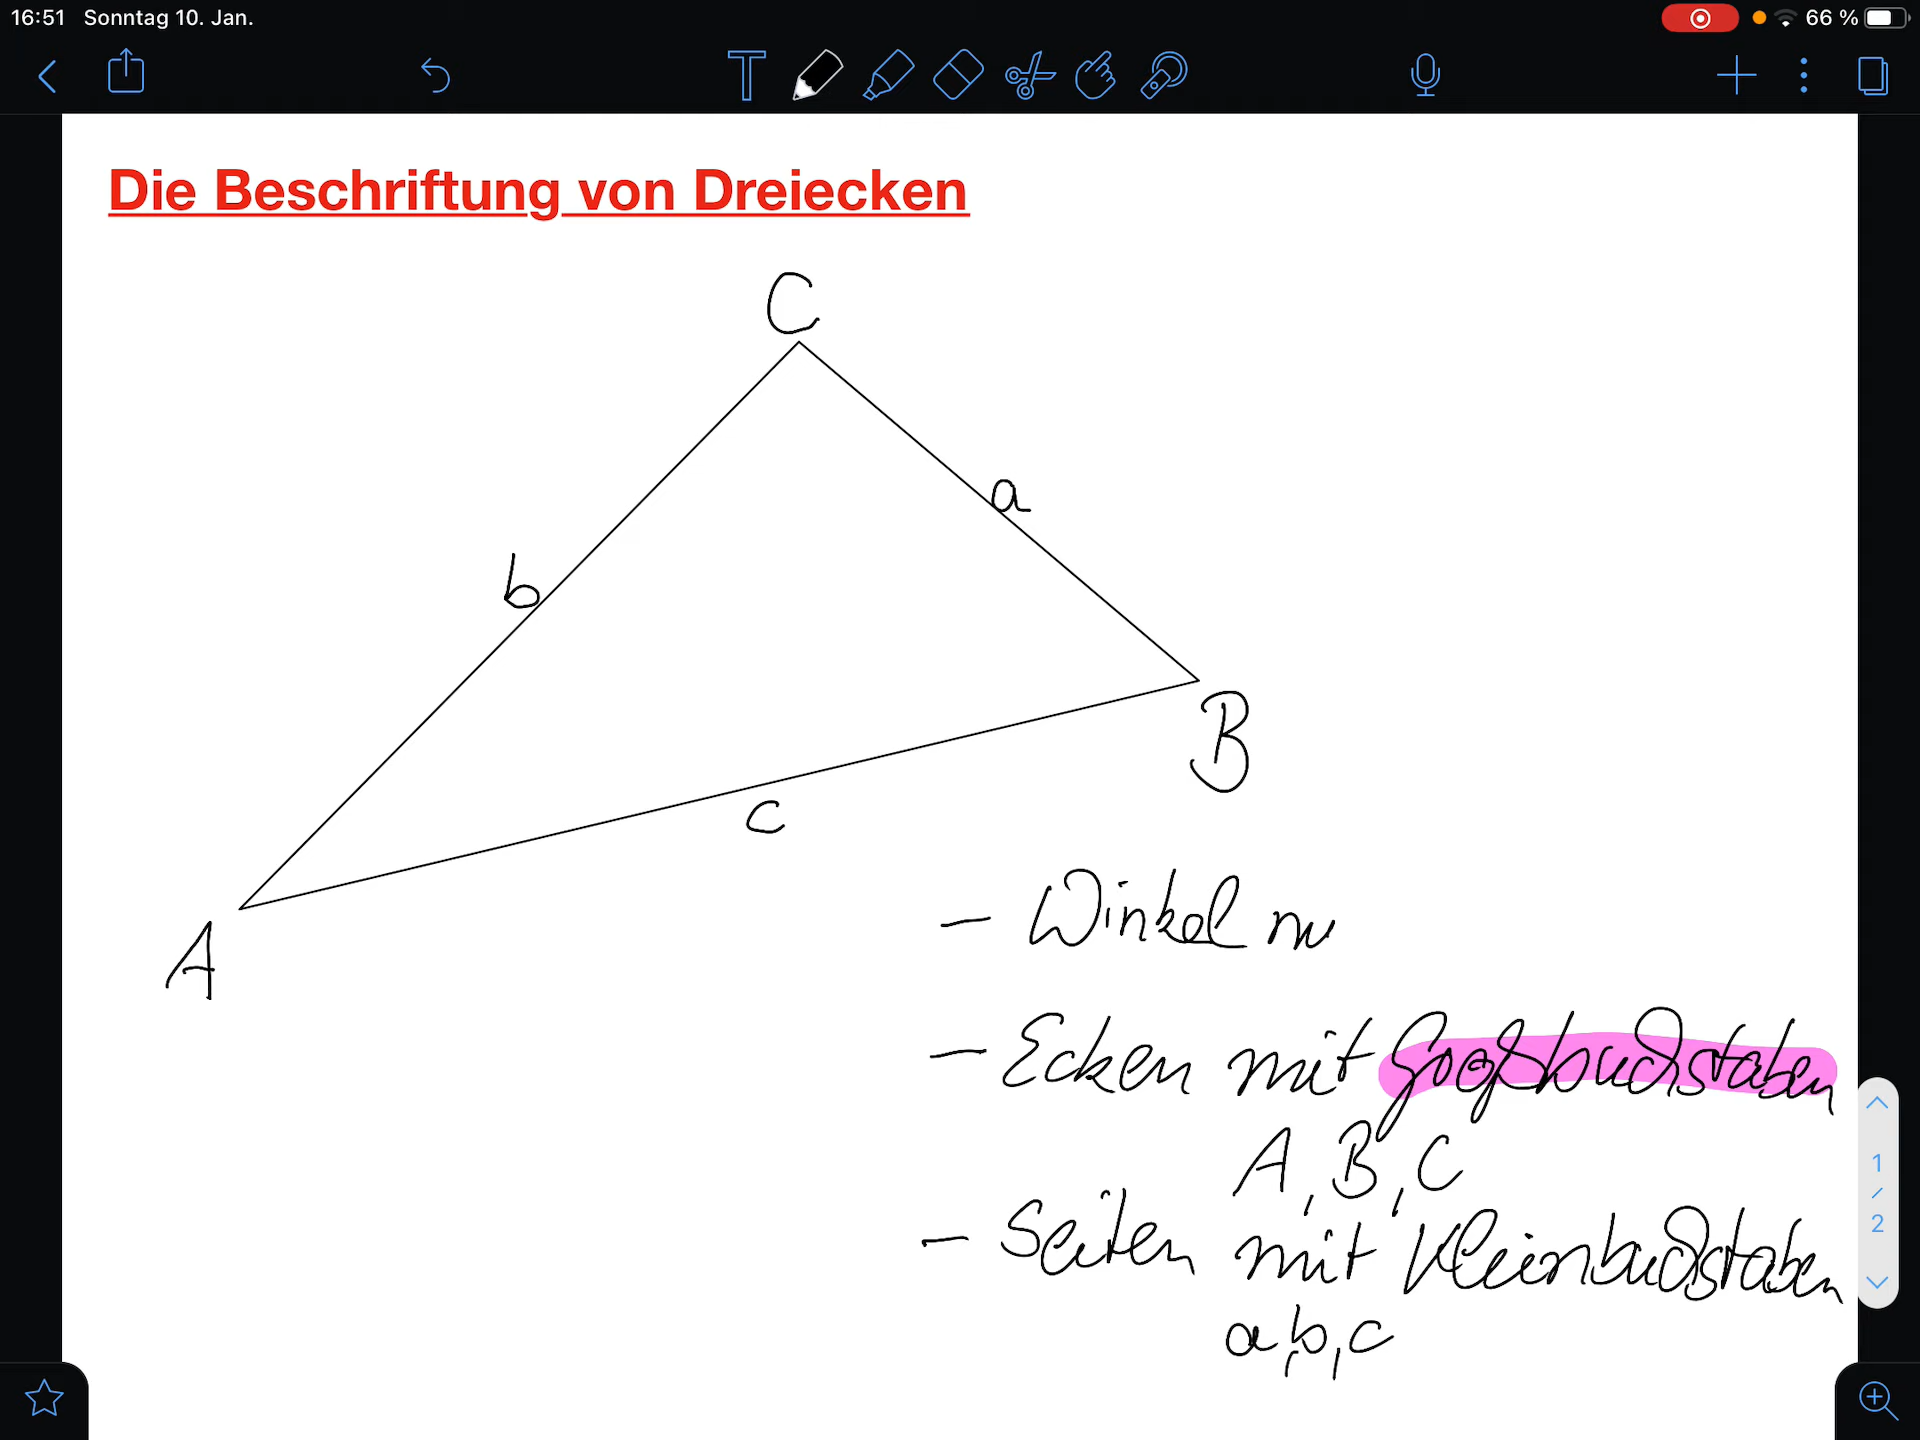 16:51 Sonntag 10. Jan. 66 %
T
Die Beschriftung von Dreiecken
C
a
b
B
c
A
- Winkel
- Ecken mit Großbuchstaben
A, B, C
- Seiten mit Kleinbuchstaben
a, b, c
1
/
2